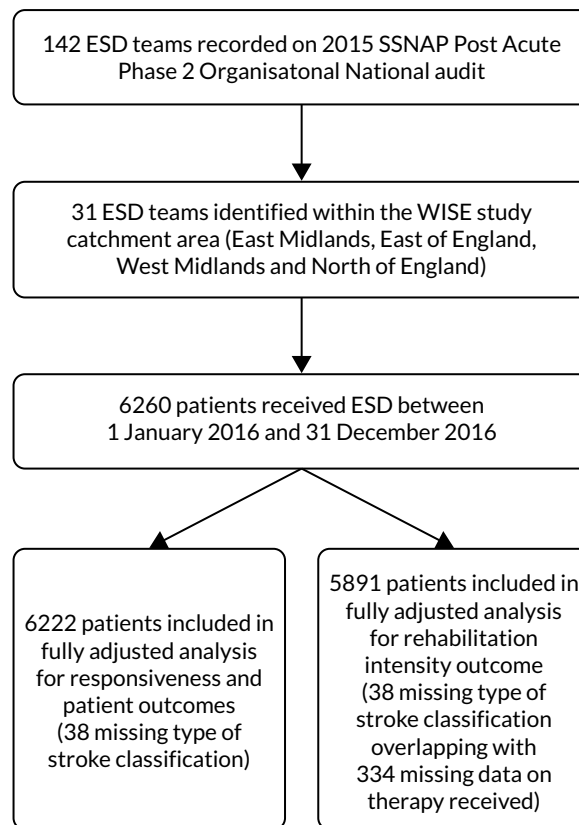 142 ESD teams recorded on 2015 SSNAP Post Acute
Phase 2 Organisatonal National audit
31 ESD teams identified within the WISE study
catchment area (East Midlands, East of England,
West Midlands and North of England)
6260 patients received ESD between
1 January 2016 and 31 December 2016
6222 patients included in
fully adjusted analysis
for responsiveness and
patient outcomes
(38 missing type of
stroke classification)
5891 patients included in
fully adjusted analysis
for rehabilitation
intensity outcome
(38 missing type of
stroke classification
overlapping with
334 missing data on
therapy received)